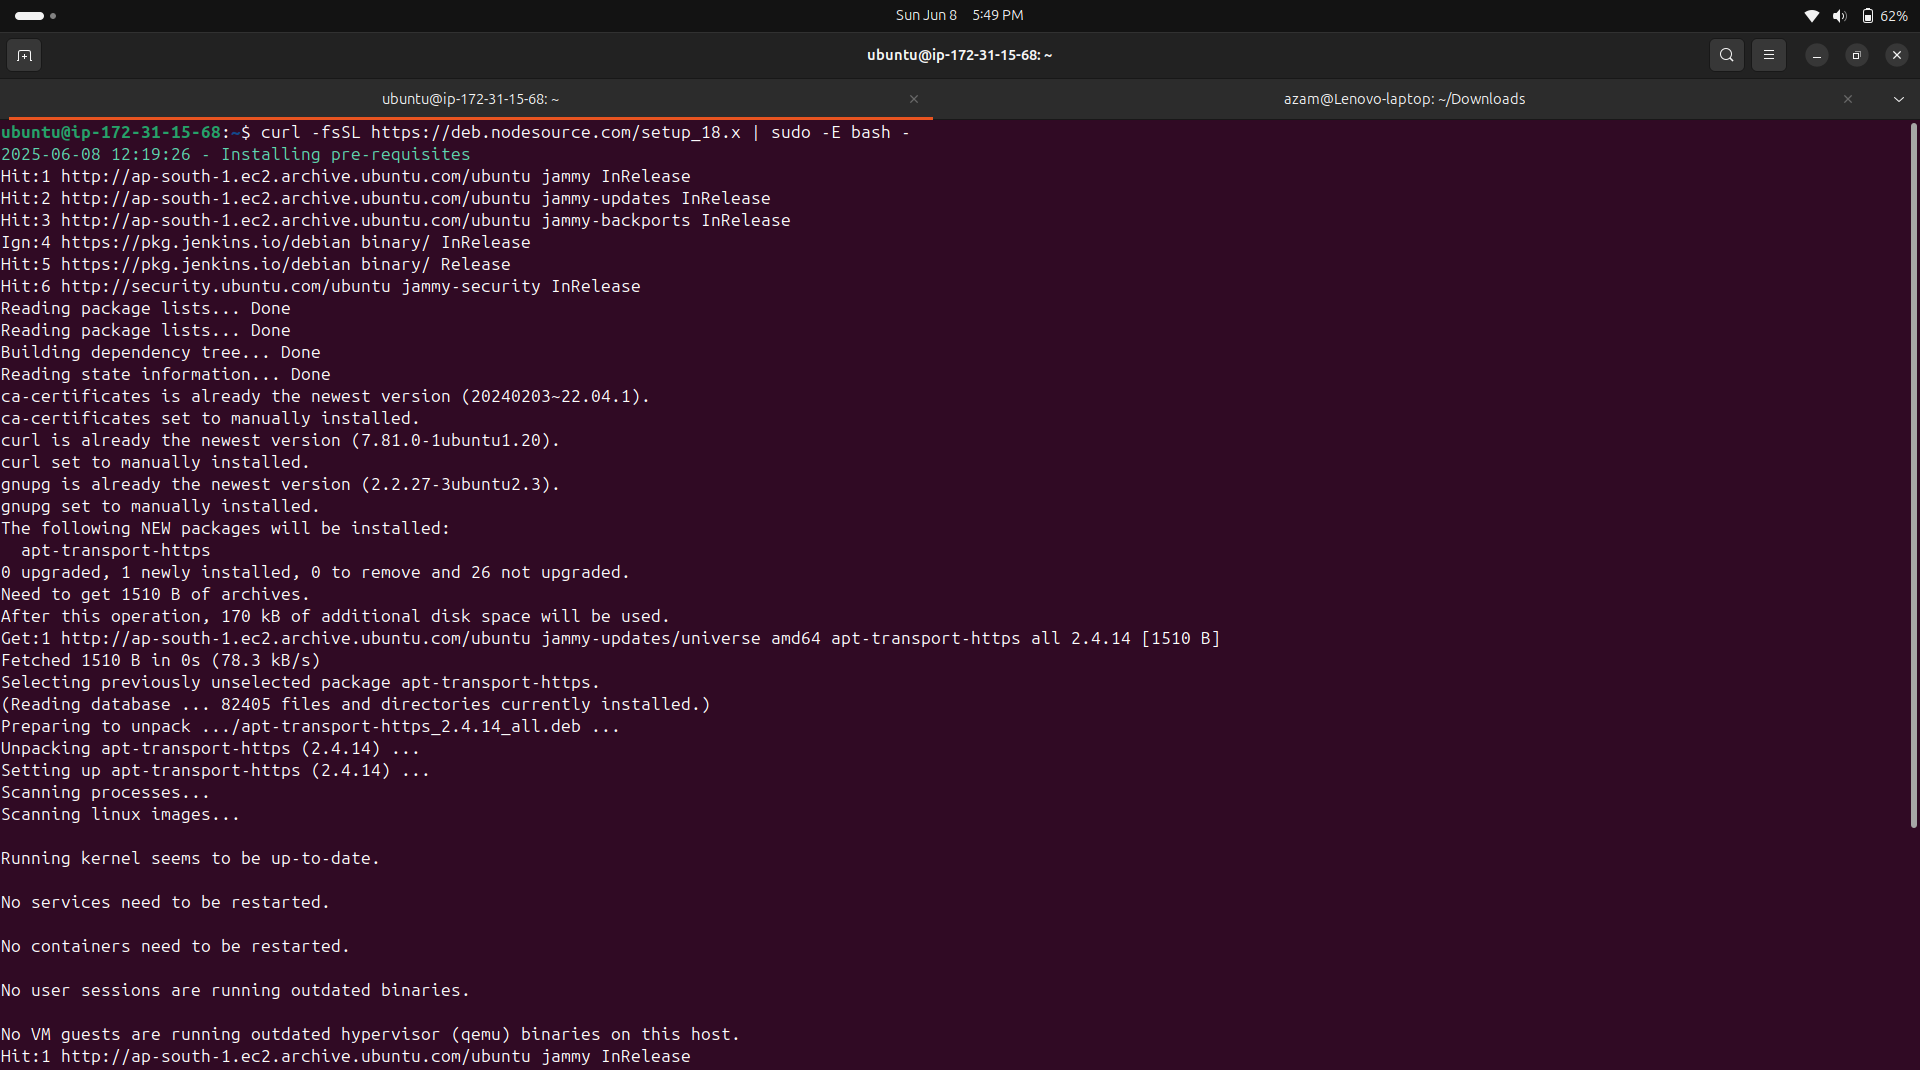 Sun Jun 8 5:49 PM
62%
ubuntu@ip-172-31-15-68: ~
ubuntu@ip-172-31-15-68: ~
azam@Lenovo-laptop: ~/Downloads
ubuntu@ip-172-31-15-68:~$ curl -fsSL https://deb.nodesource.com/setup_18.x | sudo -E bash -
2025-06-08 12:19:26 - Installing pre-requisites
Hit:1 http://ap-south-1.ec2.archive.ubuntu.com/ubuntu jammy InRelease
Hit:2 http://ap-south-1.ec2.archive.ubuntu.com/ubuntu jammy-updates InRelease
Hit:3 http://ap-south-1.ec2.archive.ubuntu.com/ubuntu jammy-backports InRelease
Ign:4 https://pkg.jenkins.io/debian binary/ InRelease
Hit:5 https://pkg.jenkins.io/debian binary/ Release
Hit:6 http://security.ubuntu.com/ubuntu jammy-security InRelease
Reading package lists... Done
Reading package lists... Done
Building dependency tree... Done
Reading state information... Done
ca-certificates is already the newest version (20240203~22.04.1).
ca-certificates set to manually installed.
curl is already the newest version (7.81.0-1ubuntu1.20).
curl set to manually installed.
gnupg is already the newest version (2.2.27-3ubuntu2.3).
gnupg set to manually installed.
The following NEW packages will be installed:
  apt-transport-https
0 upgraded, 1 newly installed, 0 to remove and 26 not upgraded.
Need to get 1510 B of archives.
After this operation, 170 kB of additional disk space will be used.
Get:1 http://ap-south-1.ec2.archive.ubuntu.com/ubuntu jammy-updates/universe amd64 apt-transport-https all 2.4.14 [1510 B]
Fetched 1510 B in 0s (78.3 kB/s)
Selecting previously unselected package apt-transport-https.
(Reading database ... 82405 files and directories currently installed.)
Preparing to unpack .../apt-transport-https_2.4.14_all.deb ...
Unpacking apt-transport-https (2.4.14) ...
Setting up apt-transport-https (2.4.14) ...
Scanning processes...
Scanning linux images...
Running kernel seems to be up-to-date.
No services need to be restarted.
No containers need to be restarted.
No user sessions are running outdated binaries.
No VM guests are running outdated hypervisor (qemu) binaries on this host.
Hit:1 http://ap-south-1.ec2.archive.ubuntu.com/ubuntu jammy InRelease